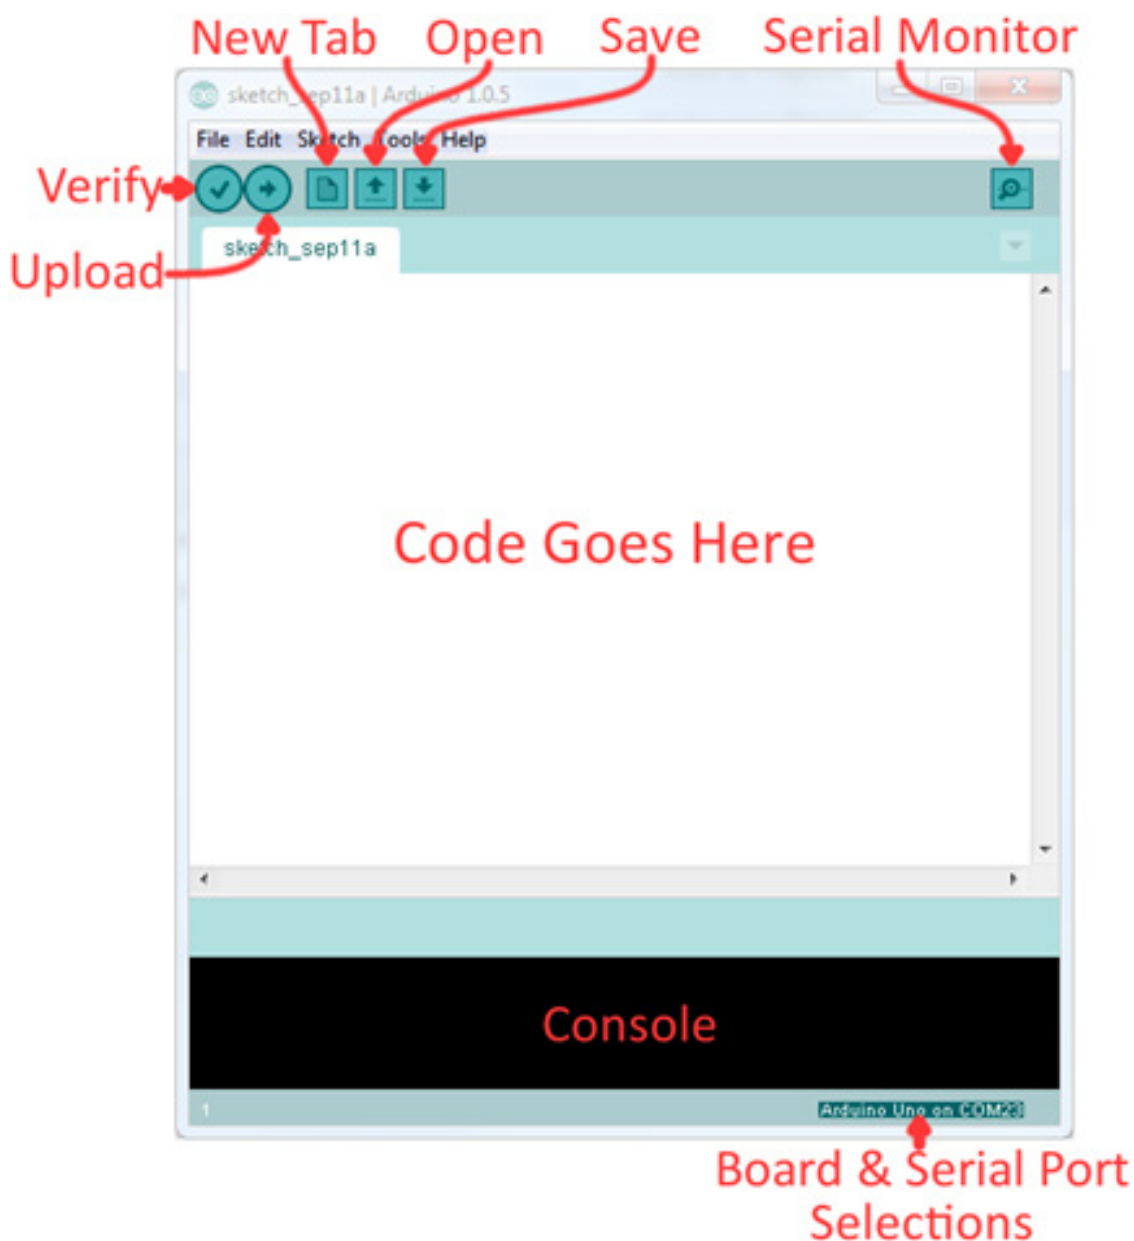 New Tab Open Save Serial Monitor
sketch_sep11a | Arduino 1.0.5
File Edit Sketch Tools Help
Verify
Upload
sketch_sep11a
Code Goes Here
Console
1
Arduino Uno on COM23
Board & Serial Port
Selections